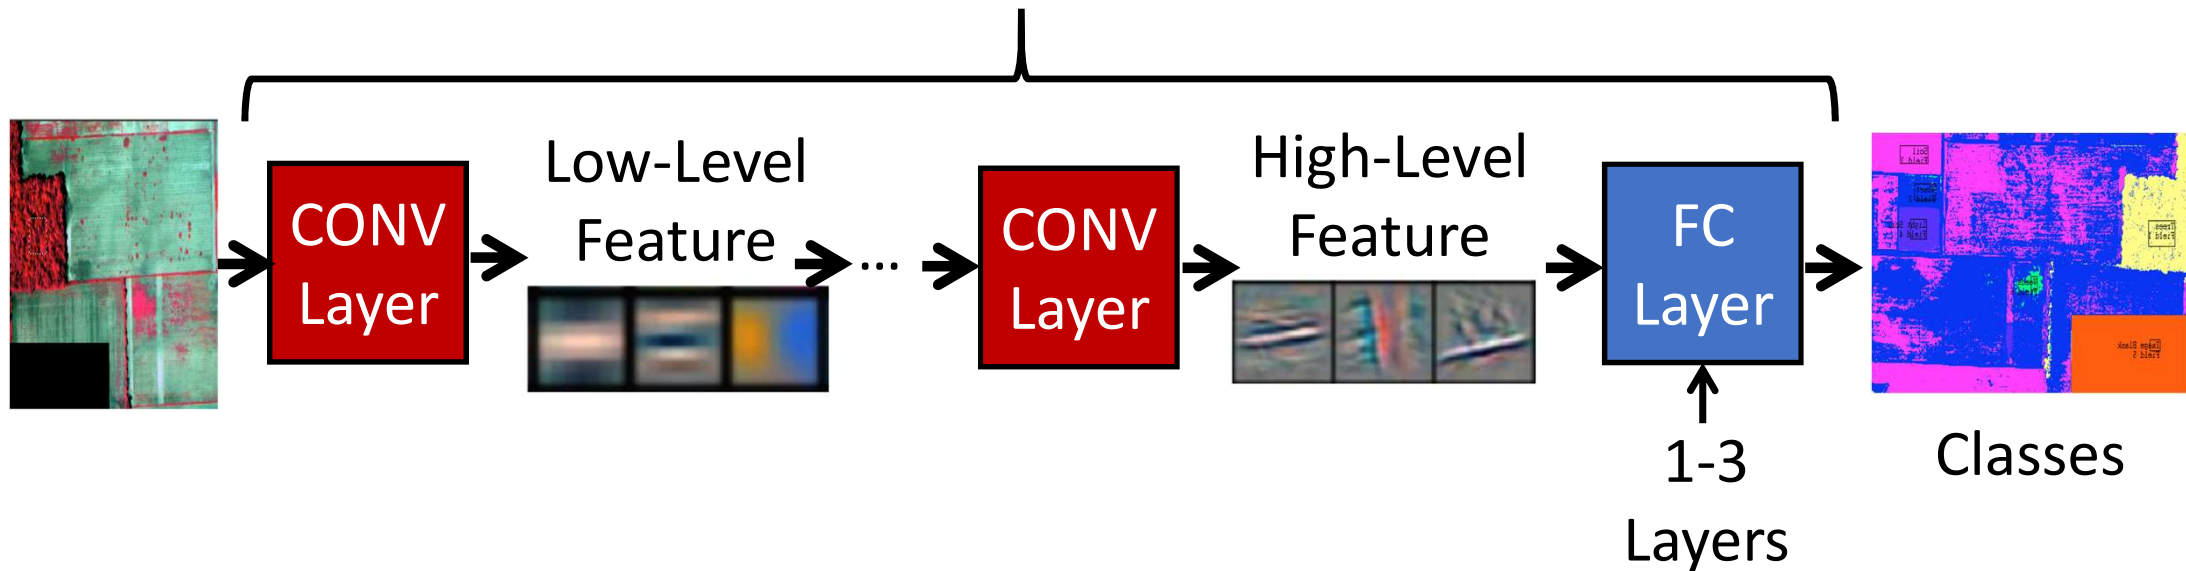 CONV
Layer
Low-Level
Feature
...
CONV
Layer
High-Level
Feature
FC
Layer
1-3
Layers
Classes